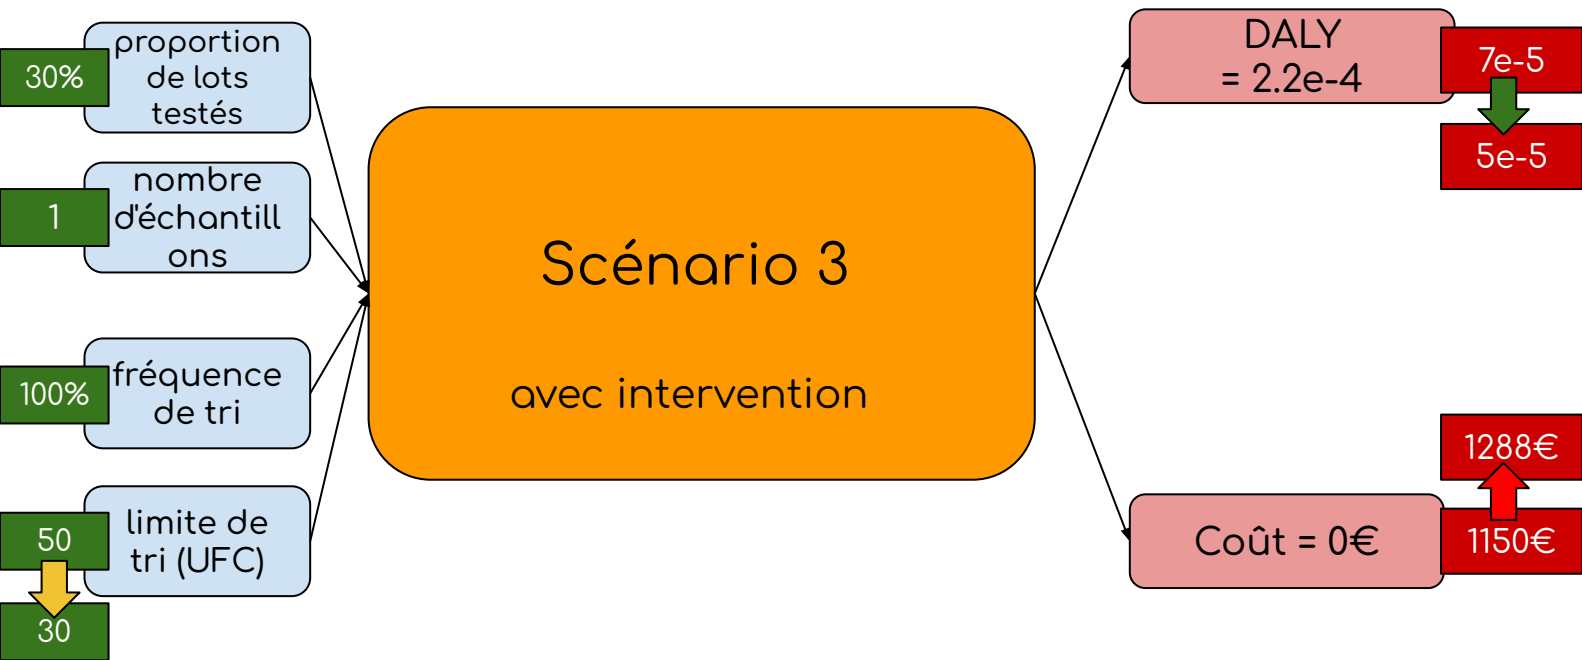 30%
proportion
de lots
testés
1
nombre
d'échantill
ons
100%
fréquence
de tri
50
limite de
tri (UFC)
30
Scénario 3
avec intervention
DALY
= 2.2e-4
7e-5
5e-5
1288€
Coût = 0€
1150€